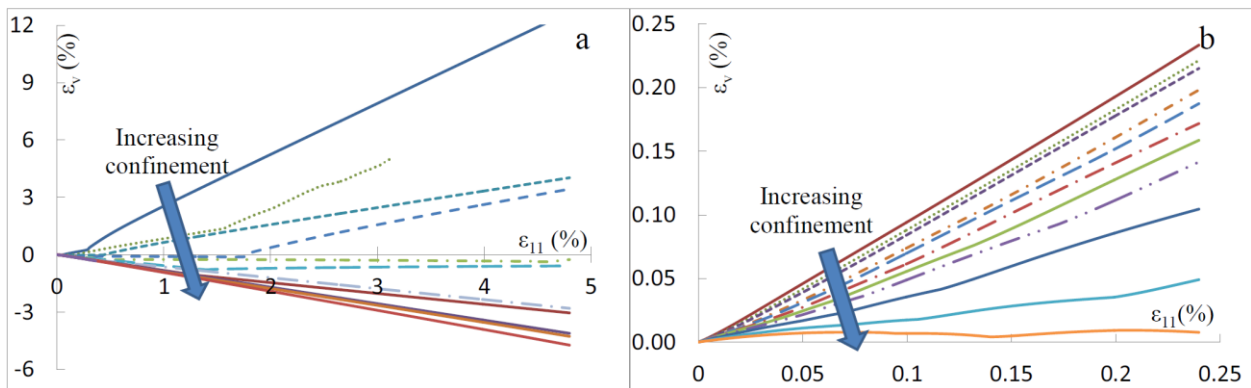 12
9
6
3
0
-3
-6
εv (%)
a
Increasing
confinement
ε11 (%)
0 1 2 3 4 5
0.25
0.20
0.15
0.10
0.05
0.00
εv (%)
b
Increasing
confinement
ε11(%)
0 0.05 0.1 0.15 0.2 0.25